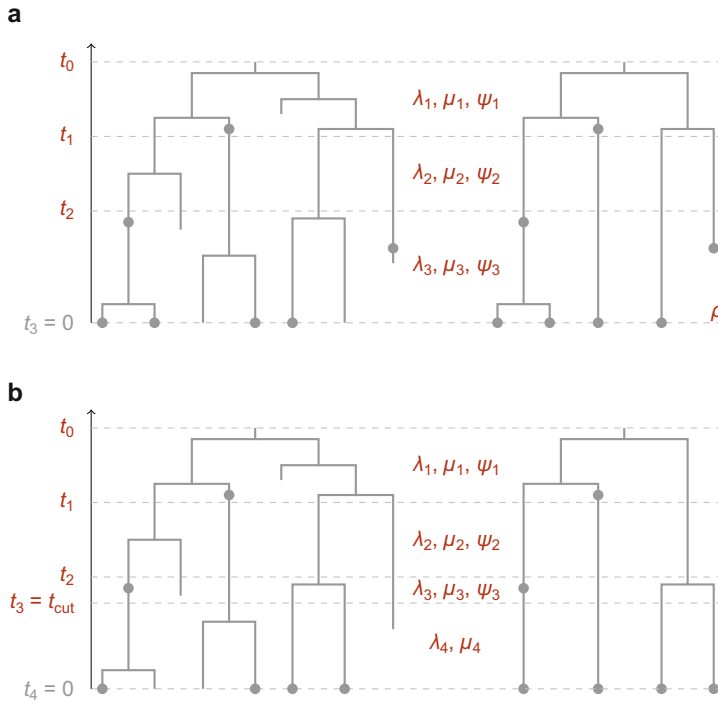 a
t₀
λ₁, μ₁, ψ₁
t₁
λ₂, μ₂, ψ₂
t₂
λ₃, μ₃, ψ₃
t₃ = 0
b
t₀
λ₁, μ₁, ψ₁
t₁
λ₂, μ₂, ψ₂
t₂
λ₃, μ₃, ψ₃
t₃ = t_cut
λ₄, μ₄
t₄ = 0